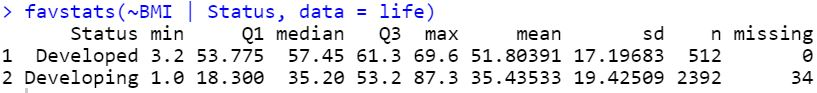 > favstats(~BMI | Status, data = life)
Status min Q1 median Q3 max mean sd n missing
1 Developed 3.2 53.775 57.45 61.3 69.6 51.80391 17.19683 512 0
2 Developing 1.0 18.300 35.20 53.2 87.3 35.43533 19.42509 2392 34